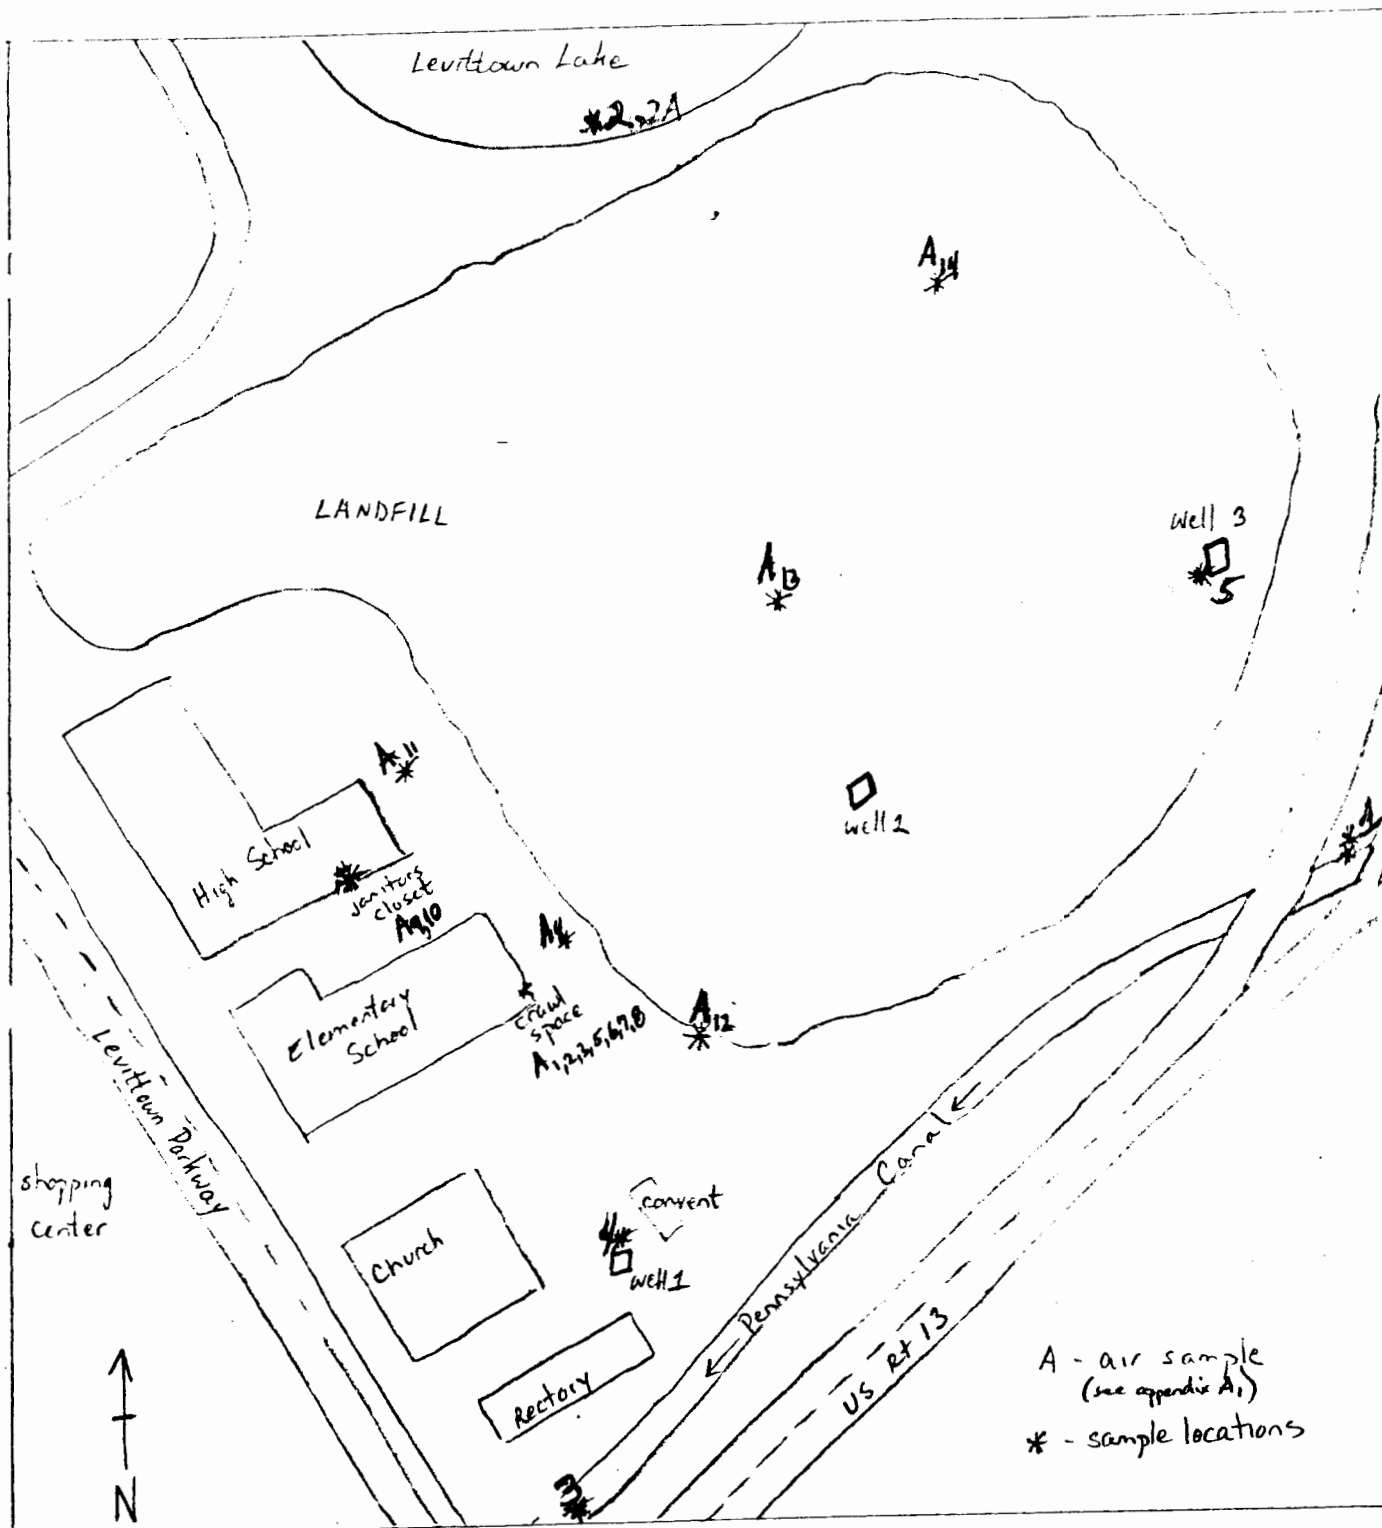 Levittown Lake
*2,2A
A14
LANDFILL
well 3
A13
5
A11
well 2
1
High School
janitors
closet
A9,10
A4
Elementary
School
crawl
space
A1,2,3,5,6,7,8
A12
Levittown Parkway
shopping
center
Pennsylvania Canal
convent
4
well 1
Church
Rectory
US Rt 13
3
A - air sample
(see appendix A1)
* - sample locations
N